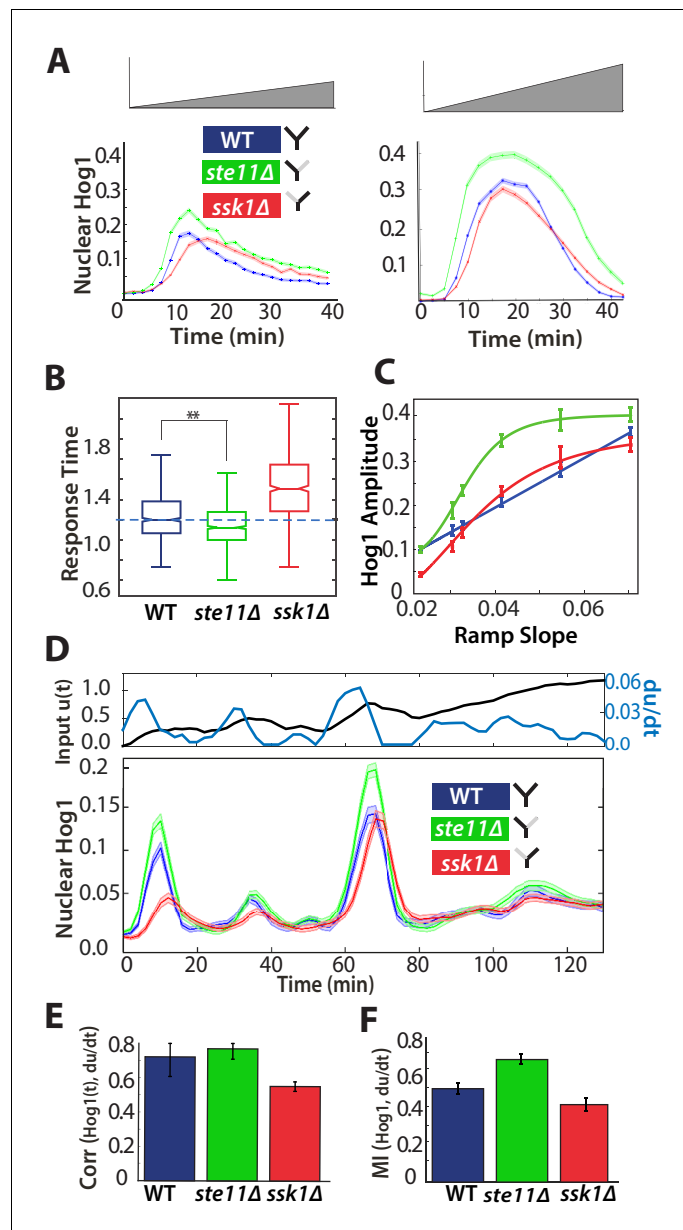 A
WT
ste11Δ
ssk1Δ
Nuclear Hog1
0.4
0.3
0.2
0.1
0
10
20
30
40
Time (min)
0.4
0.3
0.2
0.1
0
10
20
30
40
Time (min)
B
**
Response Time
1.8
1.4
1.0
0.6
WT
ste11Δ
ssk1Δ
C
Hog1 Amplitude
0.4
0.3
0.2
0.1
0
0.02
0.04
0.06
Ramp Slope
D
Input u(t)
1.0
0.5
0.0
0.06
0.03
0.0
du/dt
Nuclear Hog1
0.2
0.15
0.1
0.05
0.0
WT
ste11Δ
ssk1Δ
0
20
40
60
80
100
120
Time (min)
E
Corr (Hog1(t), du/dt)
0.8
0.6
0.4
0.2
0
WT
ste11Δ
ssk1Δ
F
MI (Hog1, du/dt)
0.8
0.6
0.4
0.2
0
WT
ste11Δ
ssk1Δ